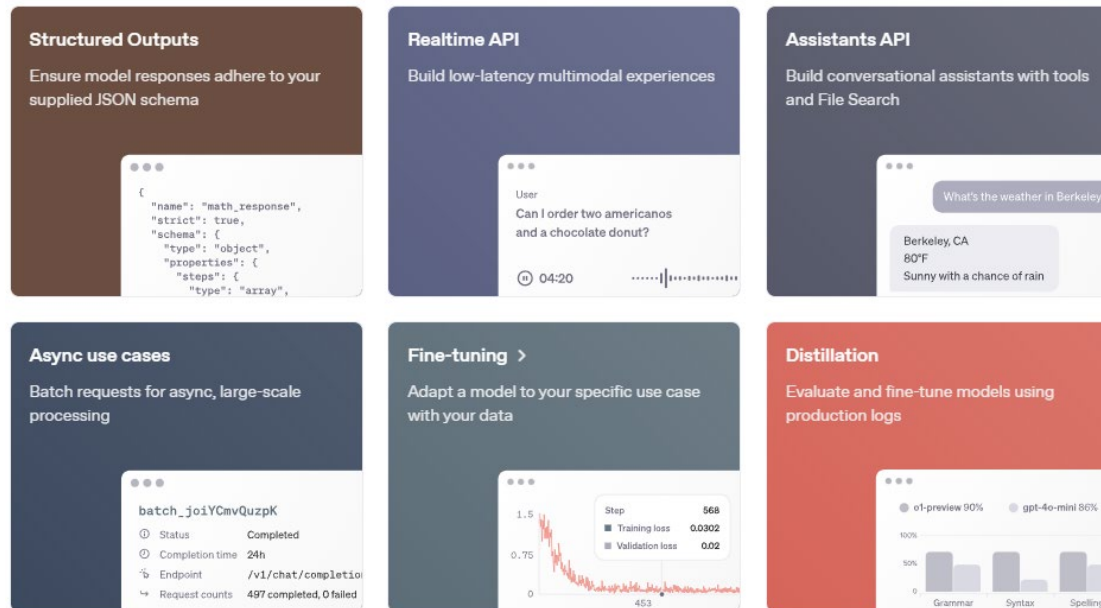 Structured Outputs
Ensure model responses adhere to your
supplied JSON schema
{
"name": "math_response",
"strict": true,
"schema": {
"type": "object",
"properties": {
"steps": {
"type": "array",
Realtime API
Build low-latency multimodal experiences
User
Can I order two americanos
and a chocolate donut?
04:20
Assistants API
Build conversational assistants with tools
and File Search
What's the weather in Berkeley
Berkeley, CA
80°F
Sunny with a chance of rain
Async use cases
Batch requests for async, large-scale
processing
batch_joiYCmvQuzpK
Status Completed
Completion time 24h
Endpoint /v1/chat/completio
Request counts 497 completed, 0 failed
Fine-tuning >
Adapt a model to your specific use case
with your data
1.5
0.75
0
Step 568
Training loss 0.0302
Validation loss 0.02
453
Distillation
Evaluate and fine-tune models using
production logs
o1-preview 90% gpt-4o-mini 86%
100%
50%
0
Grammar Syntax Spelling